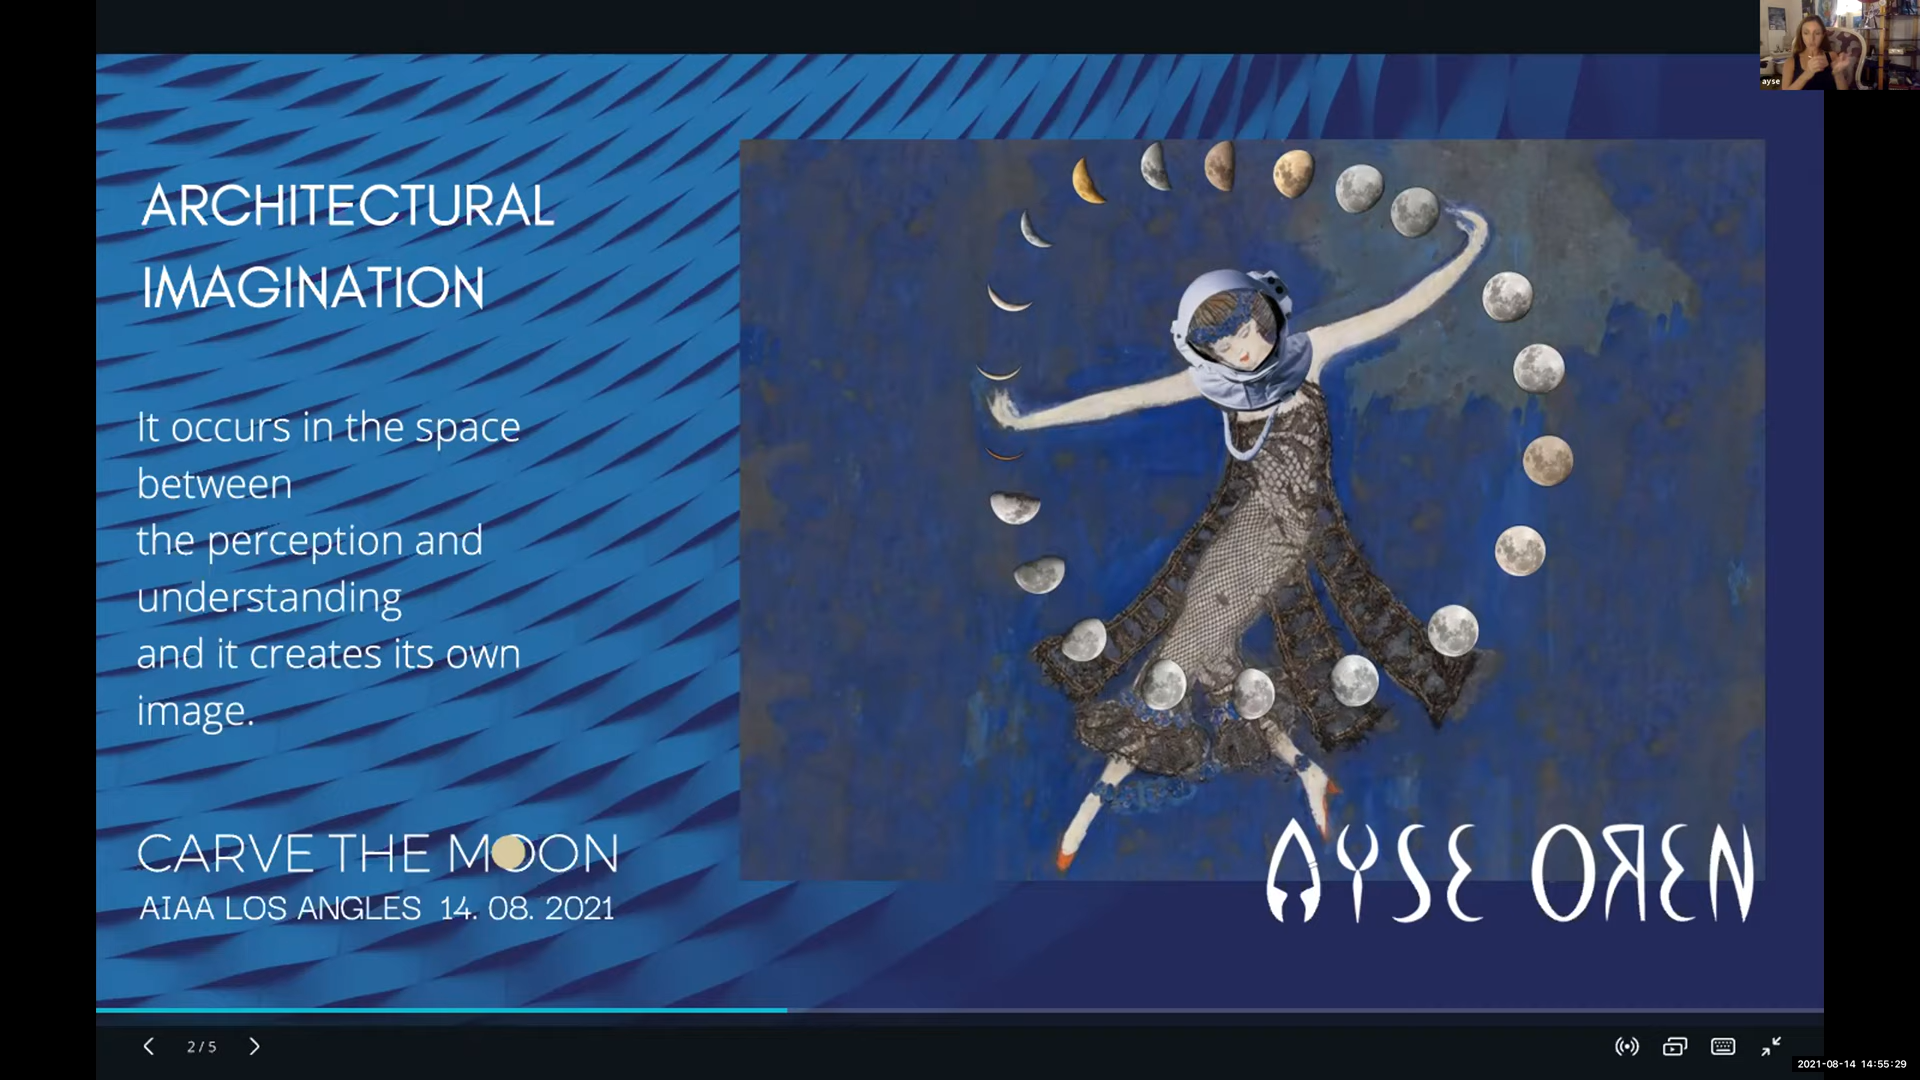 ayse
ARCHITECTURAL
IMAGINATION
It occurs in the space
between
the perception and
understanding
and it creates its own
image.
CARVE THE MOON
AIAA LOS ANGLES 14. 08. 2021
AYSE OREN
2 / 5
2021-08-14 14:55:29